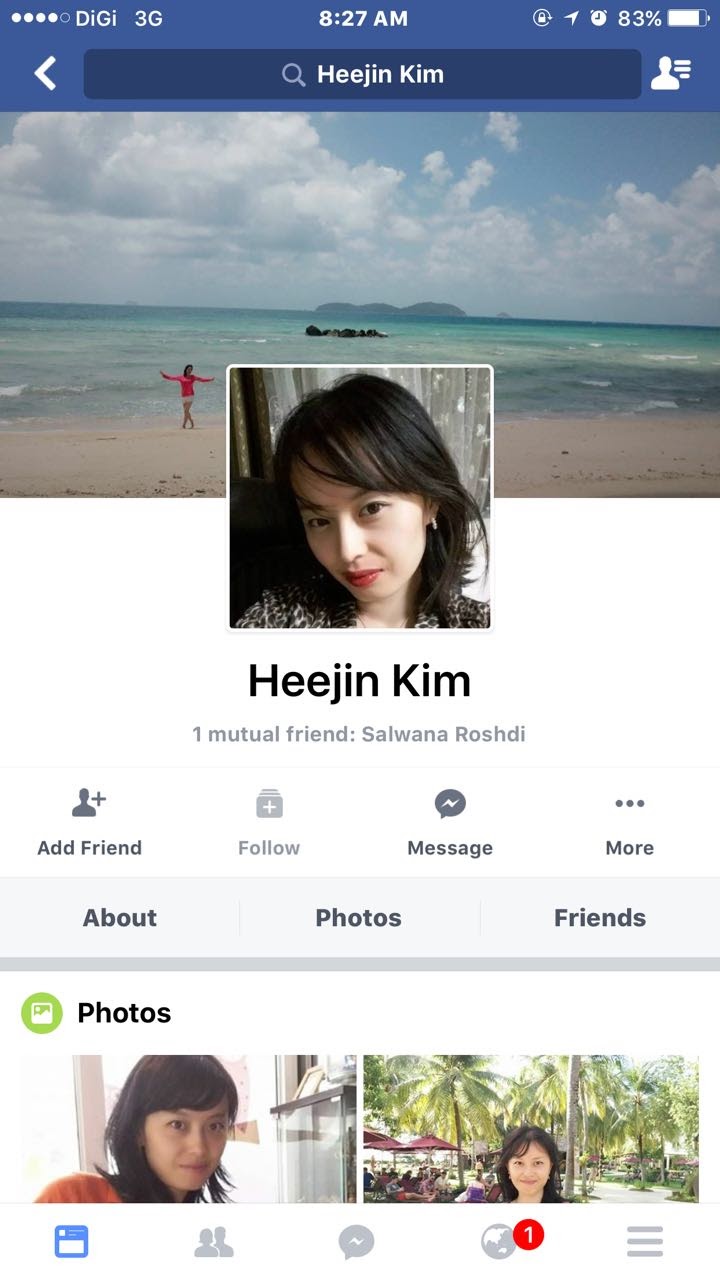 DiGi 3G 8:27 AM 83%
Heejin Kim
Heejin Kim
1 mutual friend: Salwana Roshdi
Add Friend Follow Message More
About Photos Friends
Photos
1